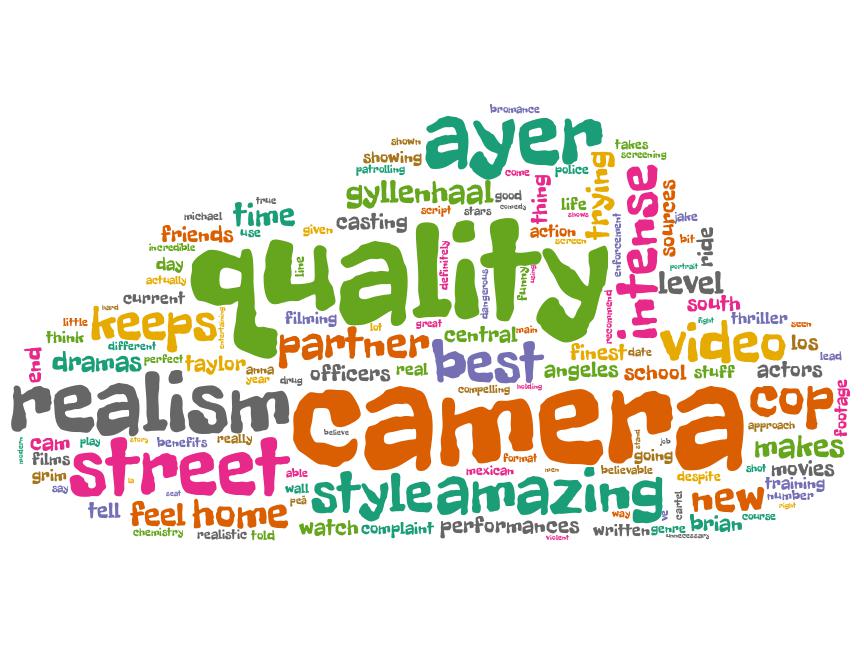 bromance
ayer
shown
showing
patrolling
come
police
takes
screening
gyllenhaal
good
comedy
script
stars
thing
life
shows
trying
intense
sources
jake
michael
true
time
use
given
casting
action
screen
enforcement
bit
ride
friends
incredible
day
actually
current
quality
line
definitely
dangerous
funny
using
recommend
portrait
level
south
hard
little
keeps
entertaining
filming
lot
great
central
main
fight
thriller
seen
think
different
partner
best
finest
date
video
los
lead
end
dramas
perfect
taylor
anna
year
drug
officers
real
compelling
holding
angeles
school
stuff
actors
realism
camera
cop
footage
believe
approach
modern
cam
play
story
benefits
really
stand
job
going
makes
films
street
format
shot
movies
grim
say
la
seat
able
mexican
men
believable
despite
training
number
right
wall
peña
style
amazing
way
ve
cartel
new
tell
feel
home
chemistry
realistic
told
watch
complaint
performances
violent
written
genre
unnecessary
brian
course